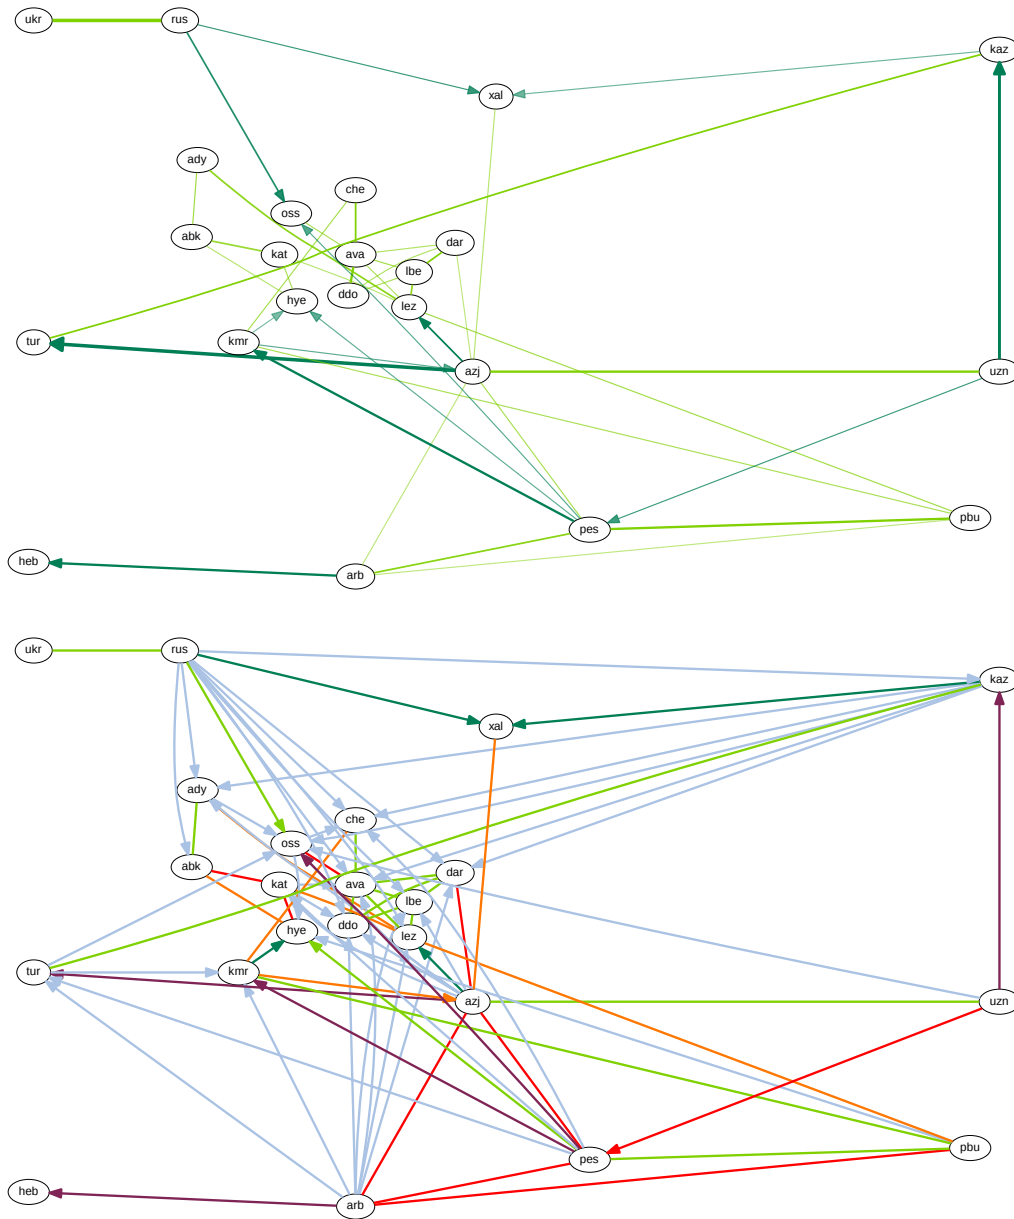 ukr
rus
kaz
xal
ady
che
oss
abk
dar
kat
ava
lbe
ddo
hye
lez
tur
kmr
azj
uzn
pbu
pes
heb
arb
ukr
rus
kaz
xal
ady
che
oss
abk
dar
kat
ava
lbe
ddo
hye
lez
tur
kmr
azj
uzn
pbu
pes
heb
arb